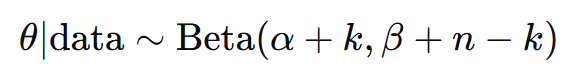 θ|data ∼ Beta(α + k, β + n − k)